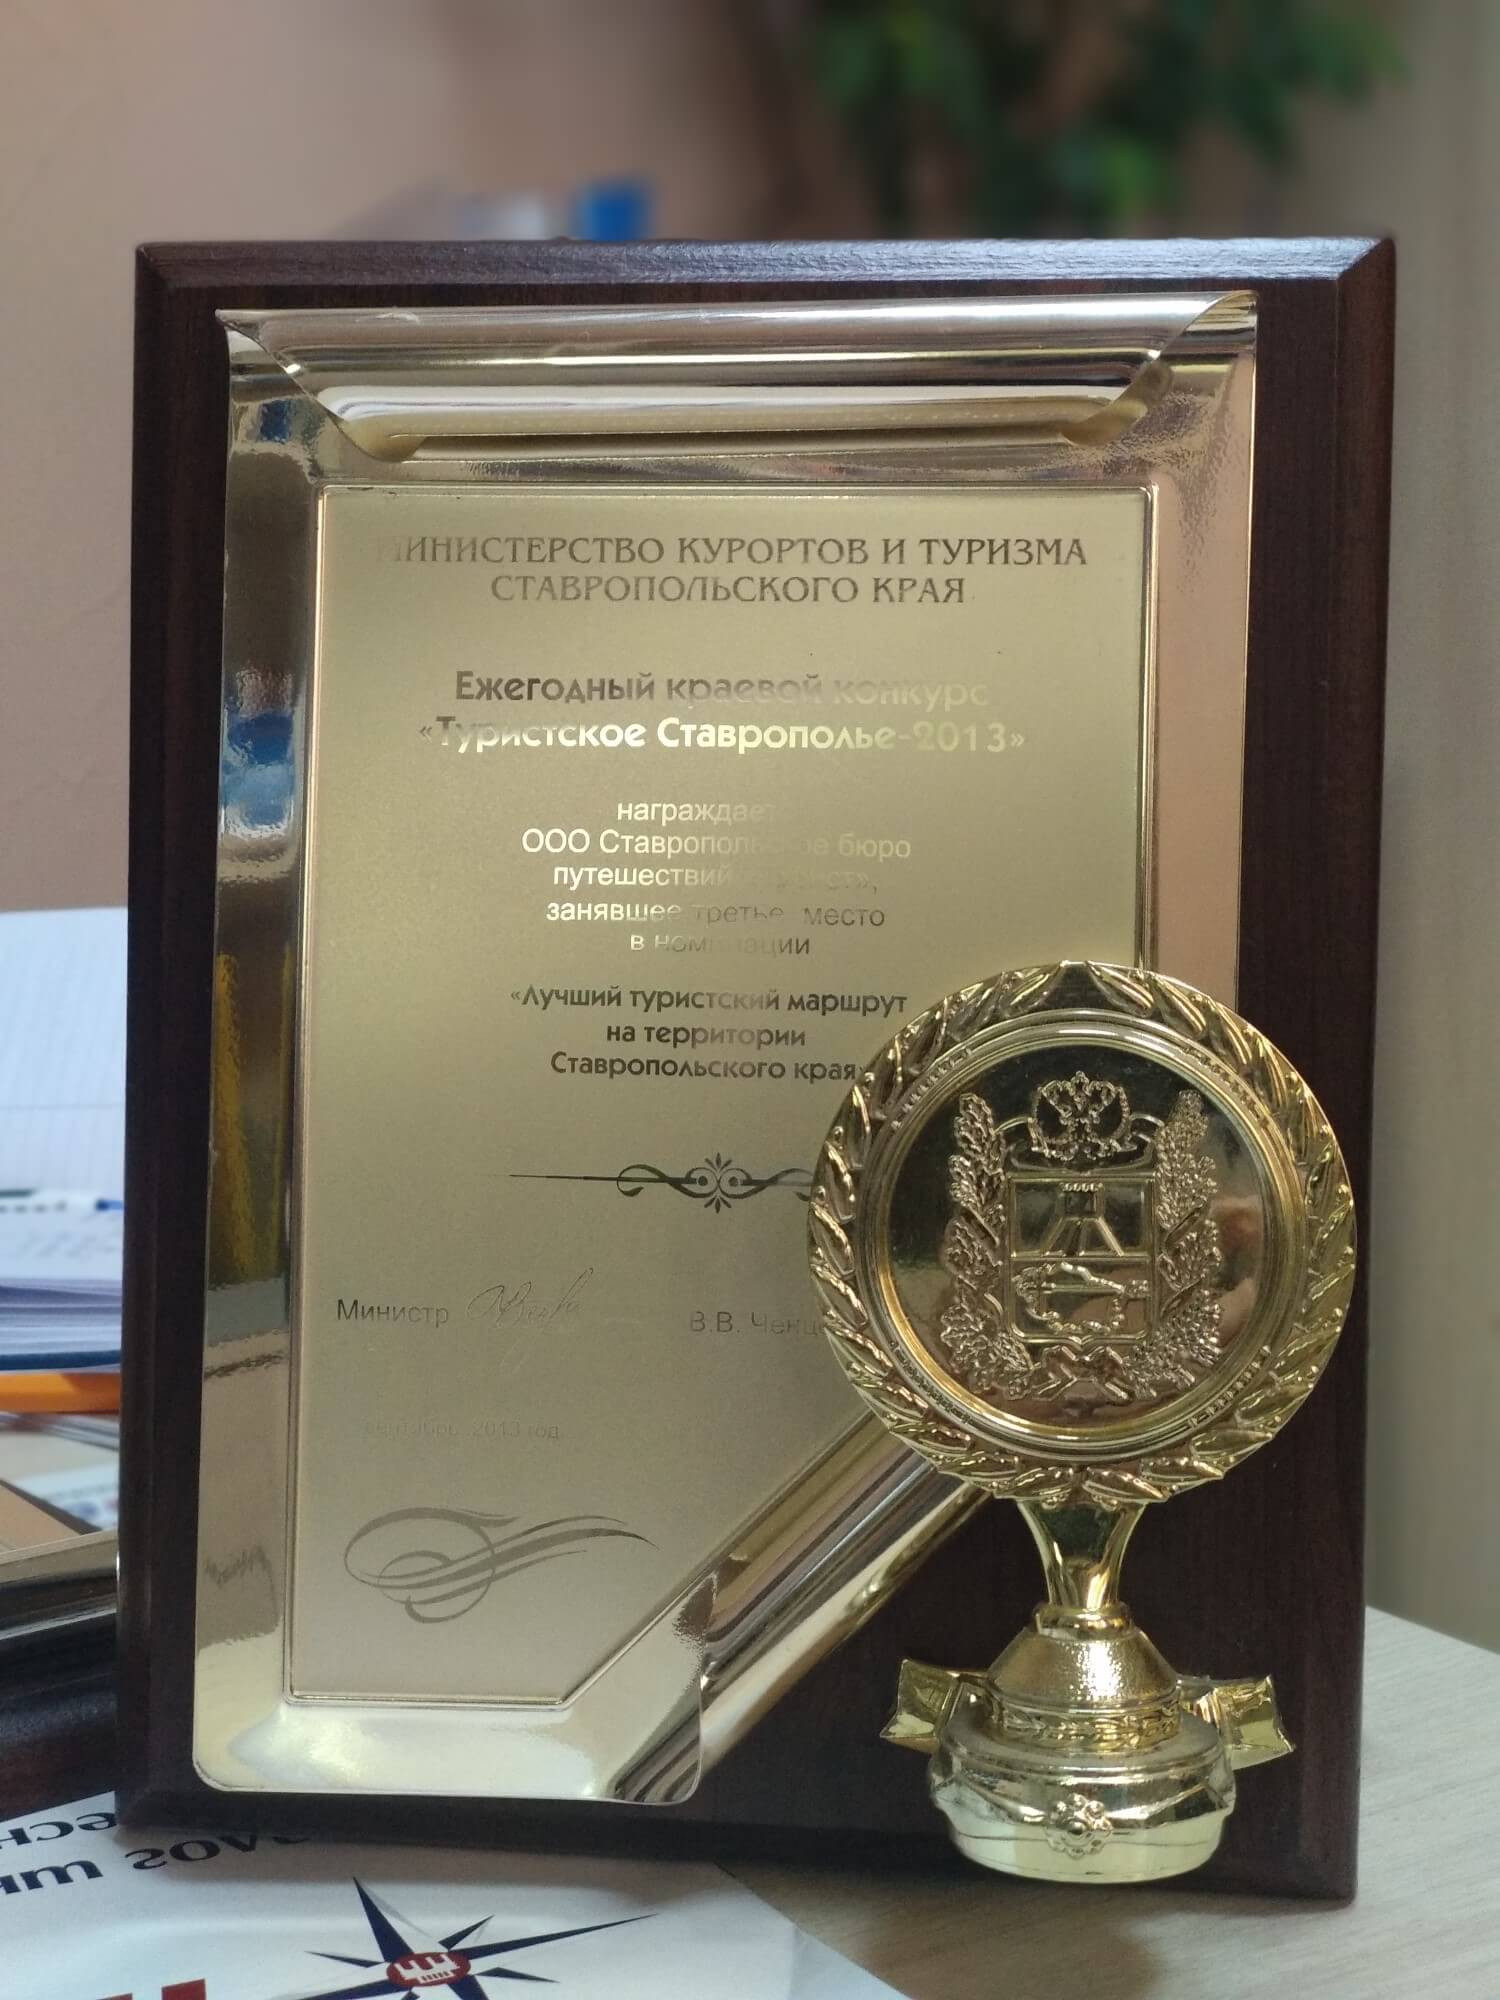 МИНИСТЕРСТВО КУРОРТОВ И ТУРИЗМА
СТАВРОПОЛЬСКОГО КРАЯ
Ежегодный краевой конкурс
«Туристское Ставрополье-2013»
награждает
ООО Ставропольское бюро
путешествий
занявшее третье место
в номинации
«Лучший туристский маршрут
на территории
Ставропольского края»
Министр В.В.
сентябрь 2013 год